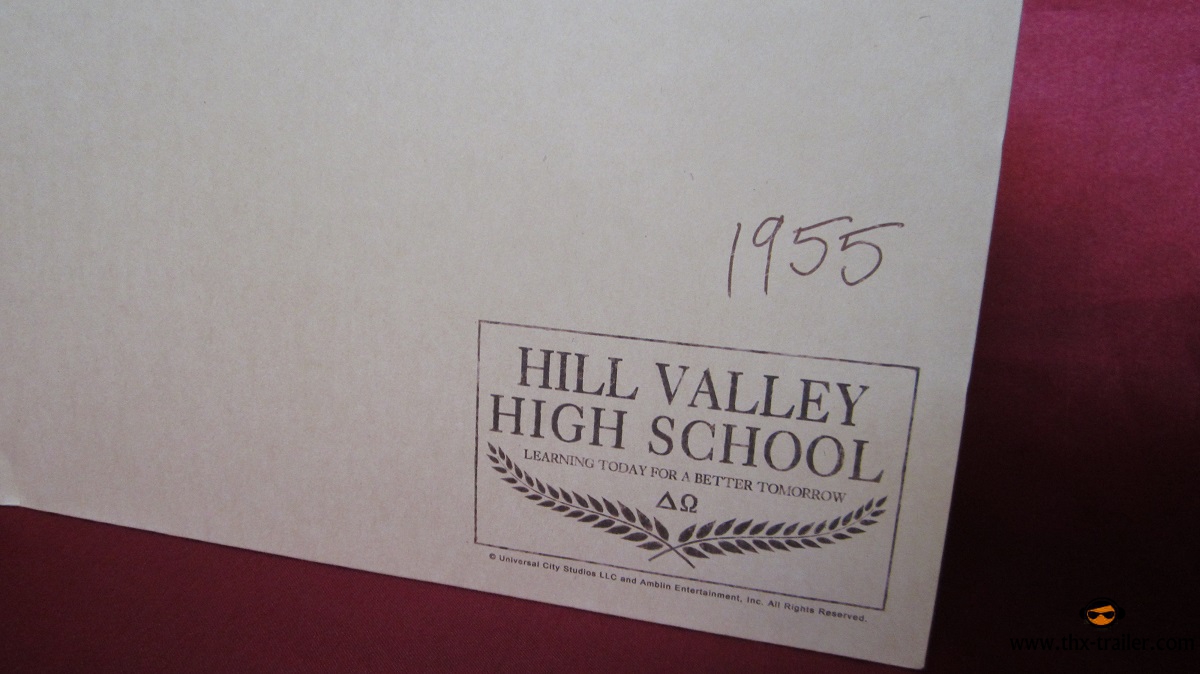 1955
HILL VALLEY
HIGH SCHOOL
LEARNING TODAY FOR A BETTER TOMORROW
ΔΩ
© Universal City Studios LLC and Amblin Entertainment, Inc. All Rights Reserved.
www.thx-trailer.com